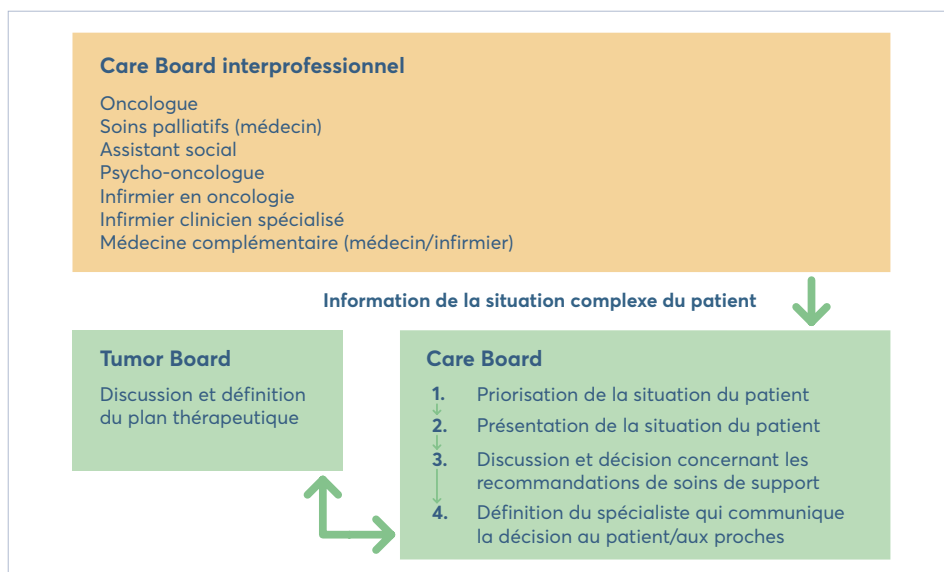 Care Board interprofessionnel
Oncologue
Soins palliatifs (médecin)
Assistant social
Psycho-oncologue
Infirmier en oncologie
Infirmier clinicien spécialisé
Médecine complémentaire (médecin/infirmier)
Information de la situation complexe du patient
Tumor Board
Discussion et définition
du plan thérapeutique
Care Board
1. Priorisation de la situation du patient
2. Présentation de la situation du patient
3. Discussion et décision concernant les
recommandations de soins de support
4. Définition du spécialiste qui communique
la décision au patient/aux proches